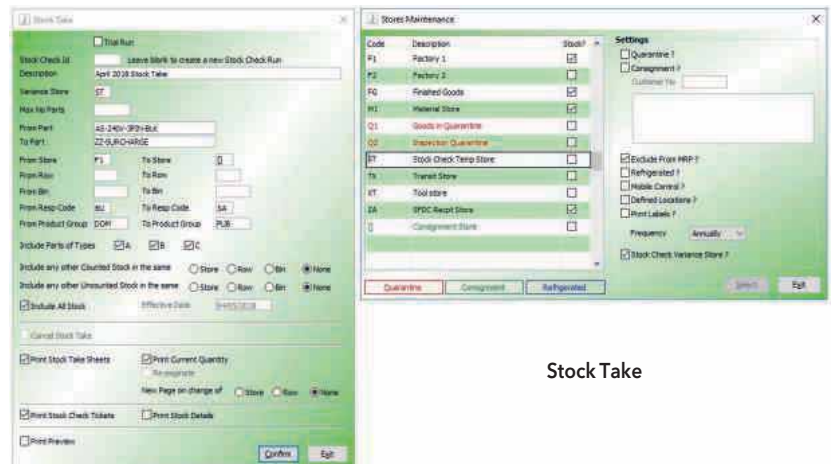 Stock Take
Trial Run
Stock Check Id Leave blank to create a new Stock Check Run
Description April 2018 Stock Take
Variance Store ST
Max No Parts
From Part AS-240V-3PIN-BLK
To Part ZZ-SURCHARGE
From Store F1 To Store []
From Row To Row
From Bin To Bin
From Resp Code BU To Resp Code SA
From Product Group DOM To Product Group PUB
Include Parts of Types A B C
Include any other Counted Stock in the same Store Row Bin None
Include any other Uncounted Stock in the same Store Row Bin None
Include All Stock Effective Date
Cancel Stock Take
Print Stock Take Sheets Print Current Quantity
New Page on change of Store Row None
Print Stock Check Tickets Print Stock Details
Print Preview
Confirm Exit
Stores Maintenance
Code Description Stock?
F1 Factory 1
F2 Factory 2
FG Finished Goods
M1 Material Store
Q1 Goods in Quarantine
Q2 Inspection Quarantine
ST Stock Check Temp Store
TR Transit Store
XT Tool store
ZA SFDC Recpt Store
[] Consignment Store
Quarantine Consignment Refrigerated
Settings
Quarantine ?
Consignment ?
Customer No
Exclude From MRP ?
Refrigerated ?
Mobile Control ?
Defined Locations ?
Print Labels ?
Frequency Annually
Stock Check Variance Store ?
Select Exit
Stock Take